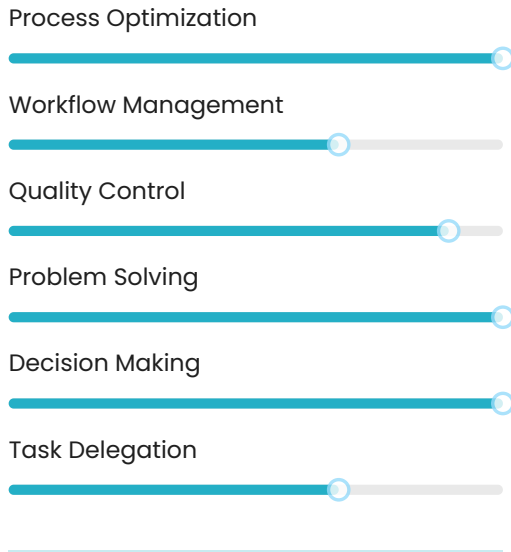 Process Optimization
Workflow Management
Quality Control
Problem Solving
Decision Making
Task Delegation